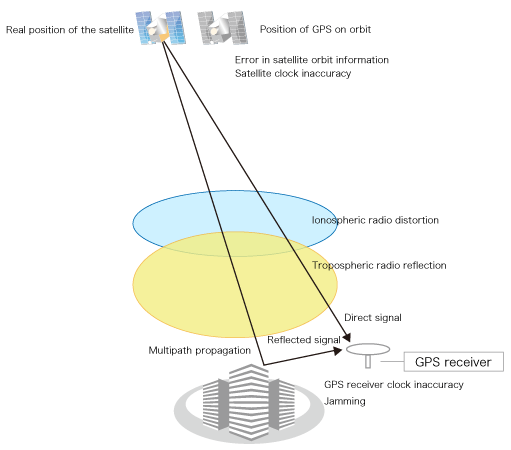 Real position of the satellite
Position of GPS on orbit
Error in satellite orbit information
Satellite clock inaccuracy
Ionospheric radio distortion
Tropospheric radio reflection
Direct signal
Reflected signal
Multipath propagation
GPS receiver
GPS receiver clock inaccuracy
Jamming